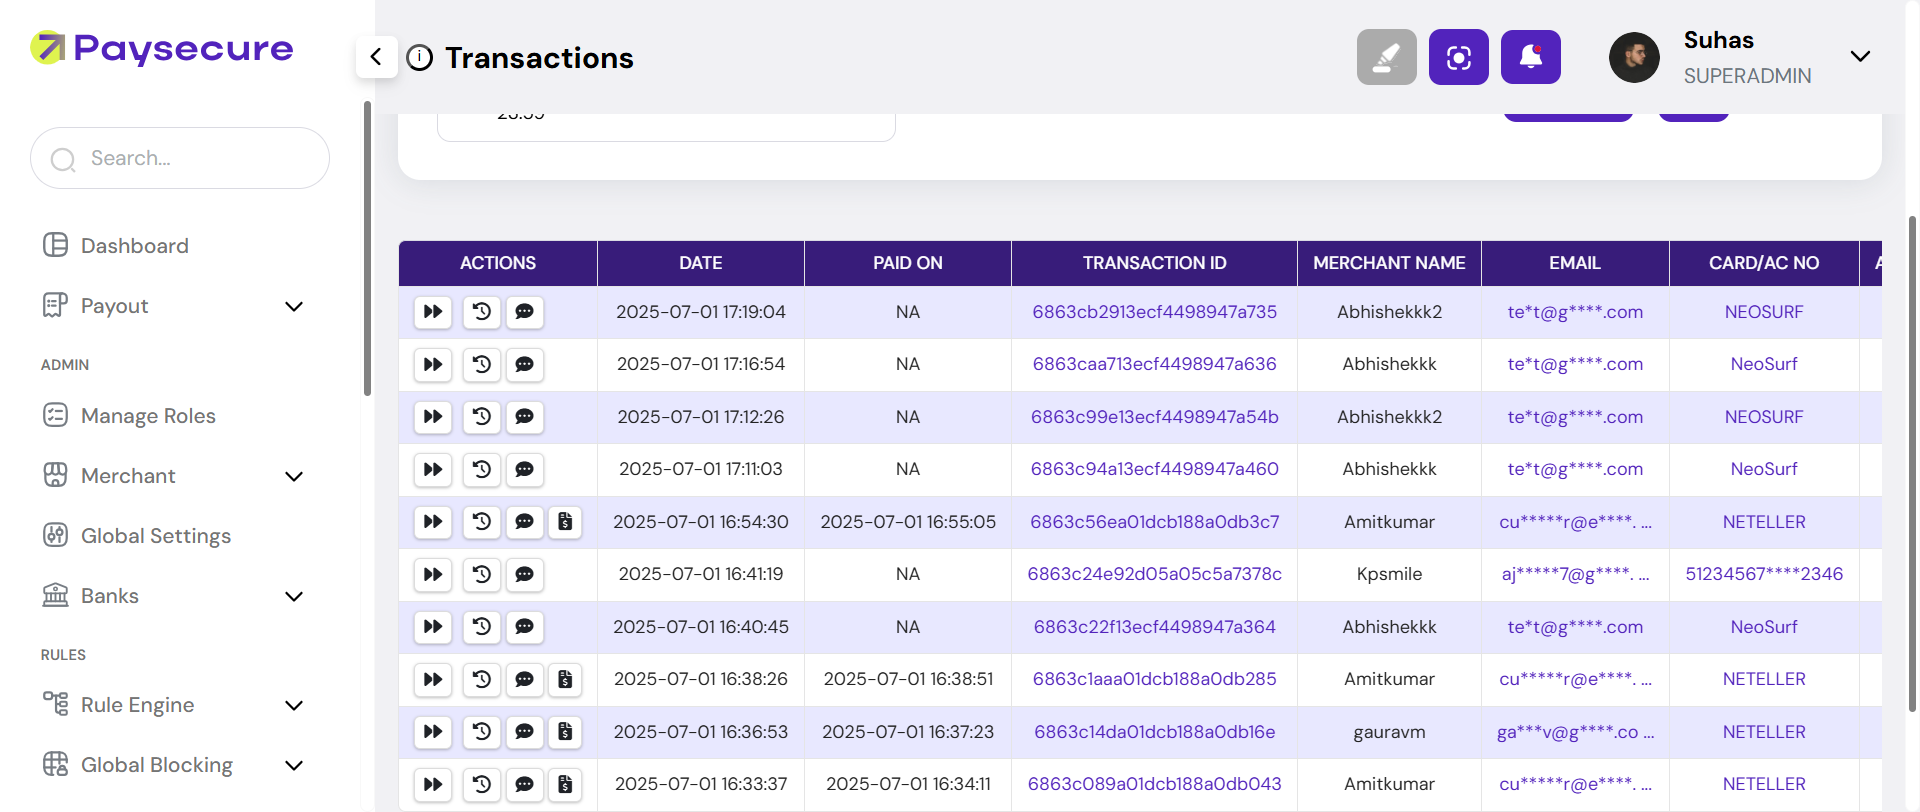 Paysecure
Transactions
Suhas
SUPERADMIN
Search...
Dashboard
Payout
ADMIN
Manage Roles
Merchant
Global Settings
Banks
RULES
Rule Engine
Global Blocking
ACTIONS DATE PAID ON TRANSACTION ID MERCHANT NAME EMAIL CARD/AC NO
2025-07-01 17:19:04 NA 6863cb2913ecf4498947a735 Abhishekkk2 te*t@g****.com NEOSURF
2025-07-01 17:16:54 NA 6863caa713ecf4498947a636 Abhishekkk te*t@g****.com NeoSurf
2025-07-01 17:12:26 NA 6863c99e13ecf4498947a54b Abhishekkk2 te*t@g****.com NEOSURF
2025-07-01 17:11:03 NA 6863c94a13ecf4498947a460 Abhishekkk te*t@g****.com NeoSurf
2025-07-01 16:54:30 2025-07-01 16:55:05 6863c56ea01dcb188a0db3c7 Amitkumar cu*****r@e****. ... NETELLER
2025-07-01 16:41:19 NA 6863c24e92d05a05c5a7378c Kpsmile aj*****7@g****. ... 51234567****2346
2025-07-01 16:40:45 NA 6863c22f13ecf4498947a364 Abhishekkk te*t@g****.com NeoSurf
2025-07-01 16:38:26 2025-07-01 16:38:51 6863c1aaa01dcb188a0db285 Amitkumar cu*****r@e****. ... NETELLER
2025-07-01 16:36:53 2025-07-01 16:37:23 6863c14da01dcb188a0db16e gauravm ga***v@g****.co ... NETELLER
2025-07-01 16:33:37 2025-07-01 16:34:11 6863c089a01dcb188a0db043 Amitkumar cu*****r@e****. ... NETELLER